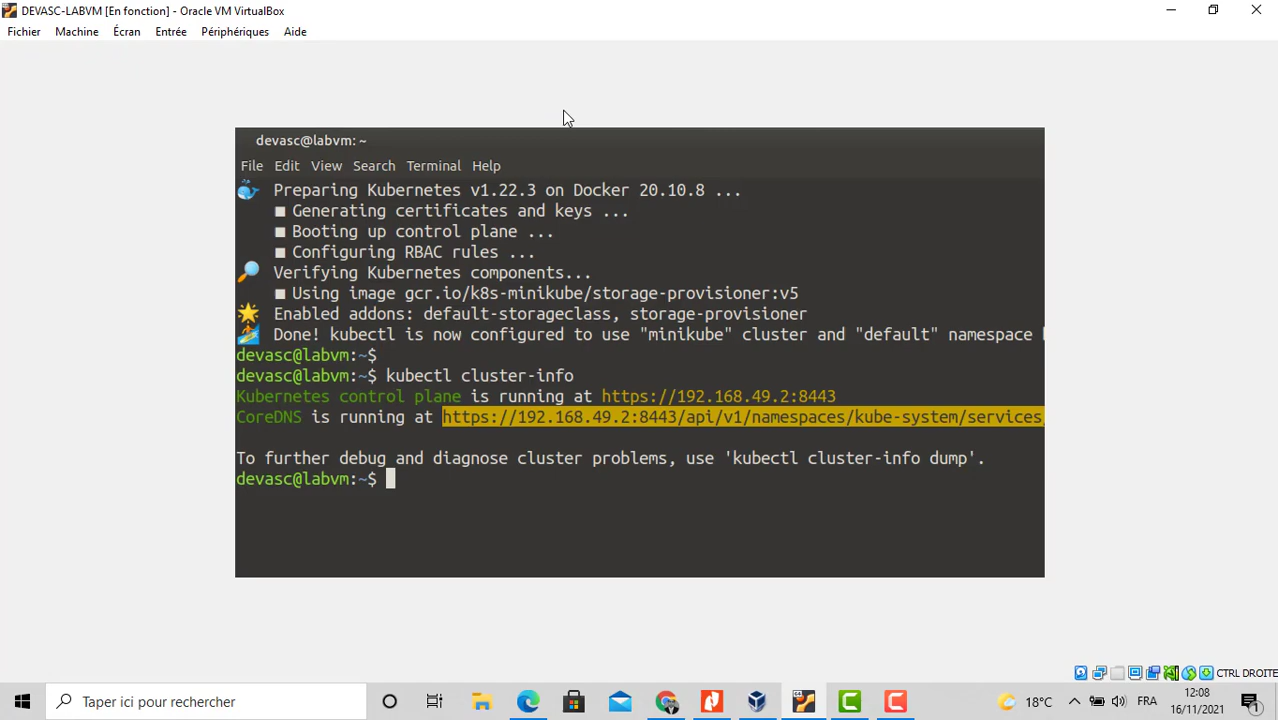 DEVASC-LABVM [En fonction] - Oracle VM VirtualBox
Fichier Machine Écran Entrée Périphériques Aide
devasc@labvm: ~
File Edit View Search Terminal Help
Preparing Kubernetes v1.22.3 on Docker 20.10.8 ...
■ Generating certificates and keys ...
■ Booting up control plane ...
■ Configuring RBAC rules ...
Verifying Kubernetes components...
■ Using image gcr.io/k8s-minikube/storage-provisioner:v5
Enabled addons: default-storageclass, storage-provisioner
Done! kubectl is now configured to use "minikube" cluster and "default" namespace
devasc@labvm:~$
devasc@labvm:~$ kubectl cluster-info
Kubernetes control plane is running at https://192.168.49.2:8443
CoreDNS is running at https://192.168.49.2:8443/api/v1/namespaces/kube-system/services/
To further debug and diagnose cluster problems, use 'kubectl cluster-info dump'.
devasc@labvm:~$
CTRL DROITE
Taper ici pour rechercher
18°C
FRA
12:08
16/11/2021
1